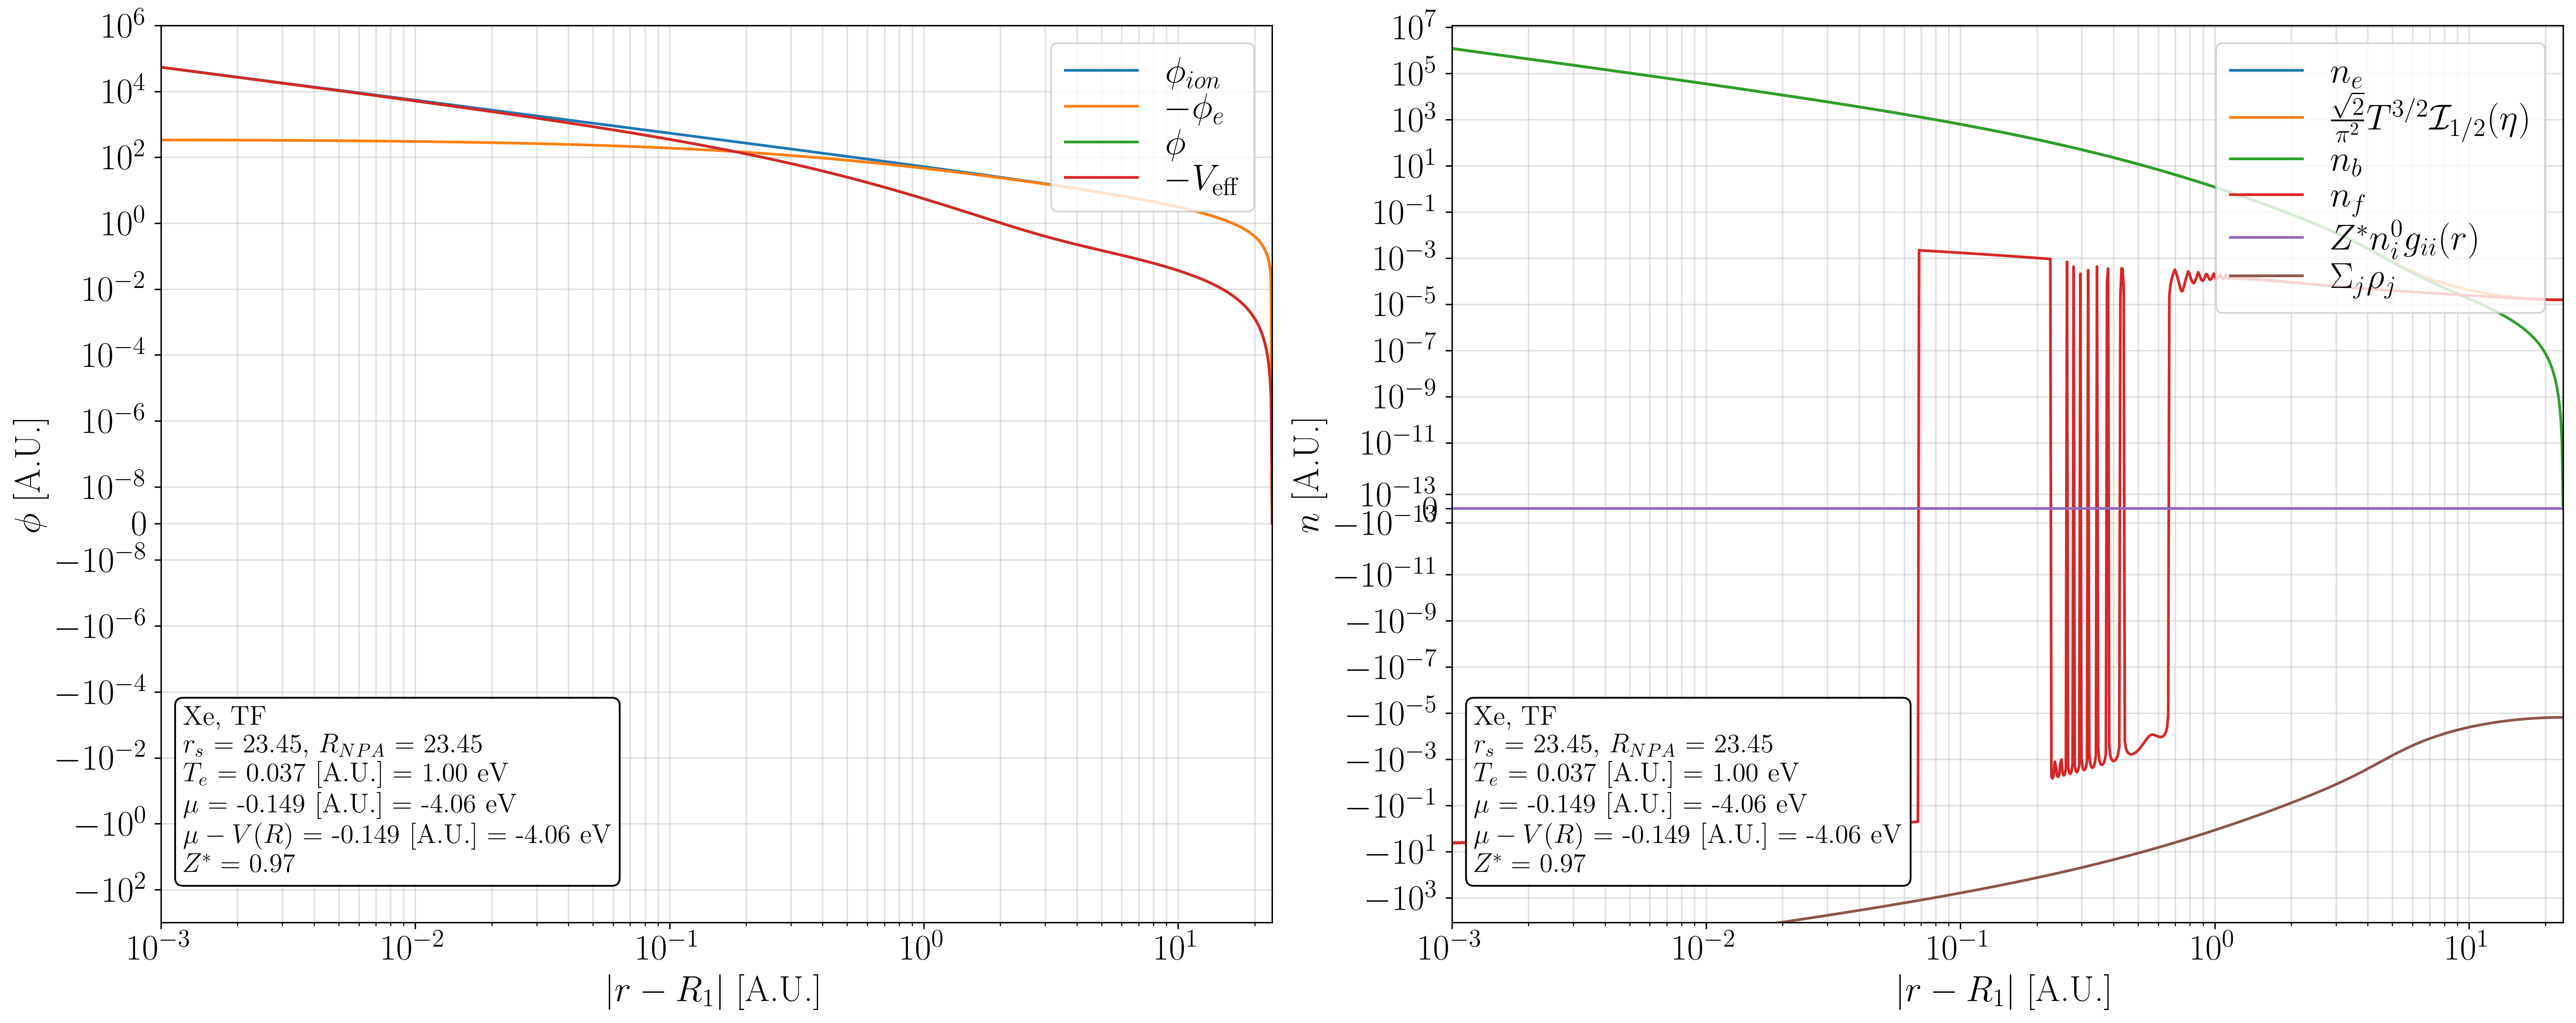 10^6
10^4
10^2
10^0
10^−2
10^−4
10^−6
10^−8
0
−10^−8
−10^−6
−10^−4
−10^−2
−10^0
−10^2
ϕ [A.U.]
ϕ_ion
−ϕ_e
ϕ
−V_eff
Xe, TF
r_s = 23.45, R_NPA = 23.45
T_e = 0.037 [A.U.] = 1.00 eV
μ = -0.149 [A.U.] = -4.06 eV
μ − V(R) = -0.149 [A.U.] = -4.06 eV
Z* = 0.97
10^−3 10^−2 10^−1 10^0 10^1
|r − R_1| [A.U.]
10^7
10^5
10^3
10^1
10^−1
10^−3
10^−5
10^−7
10^−9
10^−11
10^−13
0
−10^−13
−10^−11
−10^−9
−10^−7
−10^−5
−10^−3
−10^−1
−10^1
−10^3
n [A.U.]
n_e
√2/π^2 T^3/2 I_1/2(η)
n_b
n_f
Z*n_i^0 g_ii(r)
Σ_j ρ_j
Xe, TF
r_s = 23.45, R_NPA = 23.45
T_e = 0.037 [A.U.] = 1.00 eV
μ = -0.149 [A.U.] = -4.06 eV
μ − V(R) = -0.149 [A.U.] = -4.06 eV
Z* = 0.97
10^−3 10^−2 10^−1 10^0 10^1
|r − R_1| [A.U.]